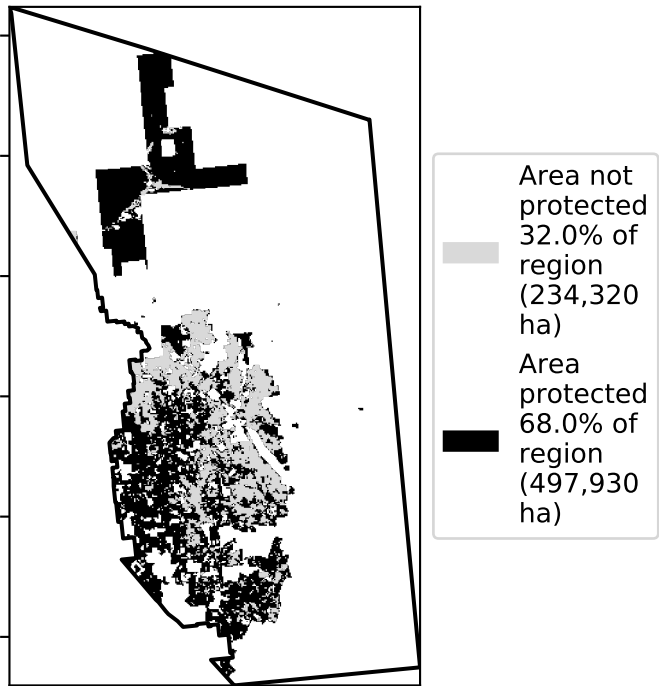 Area not
protected
32.0% of
region
(234,320
ha)
Area
protected
68.0% of
region
(497,930
ha)